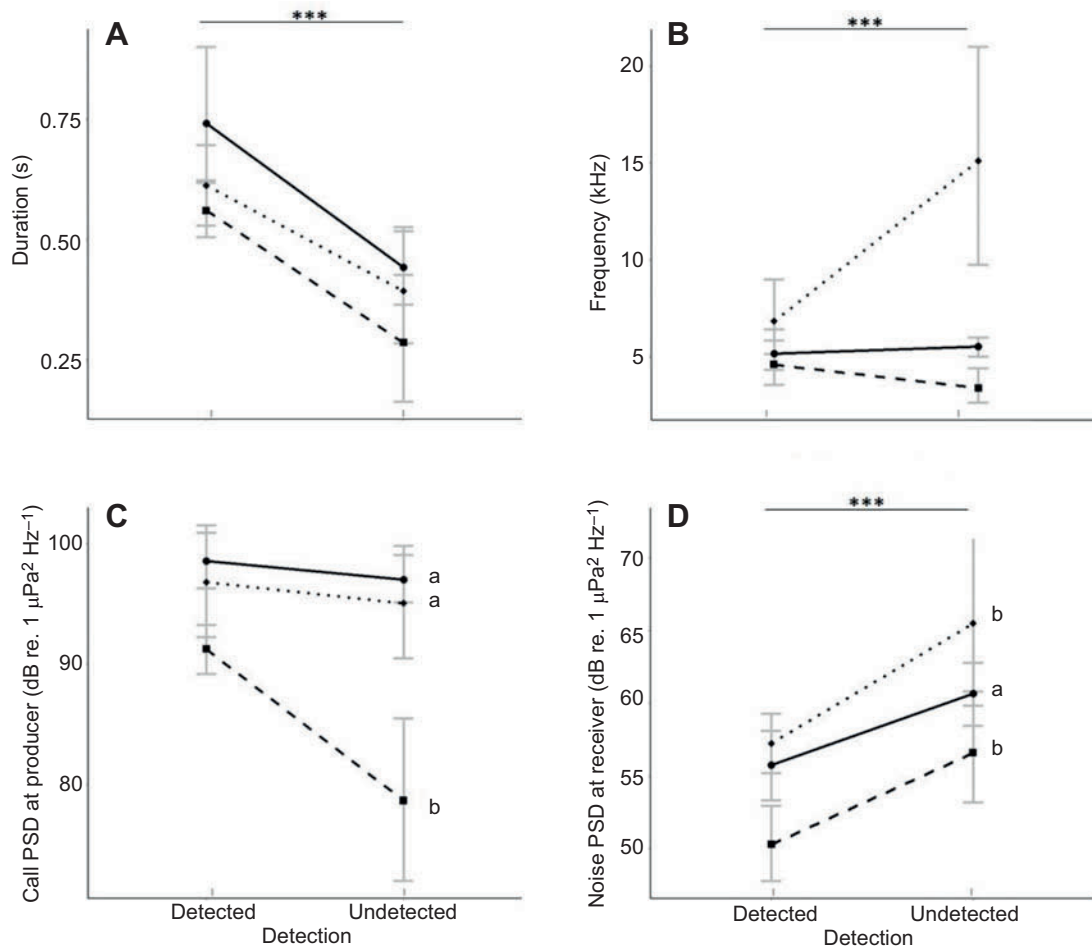 A
***
Duration (s)
0.75
0.50
0.25
B
***
Frequency (kHz)
20
15
10
5
C
Call PSD at producer (dB re. 1 μPa² Hz⁻¹)
100
90
80
a
a
b
Detected Undetected
Detection
D
***
Noise PSD at receiver (dB re. 1 μPa² Hz⁻¹)
70
65
60
55
50
b
a
b
Detected Undetected
Detection